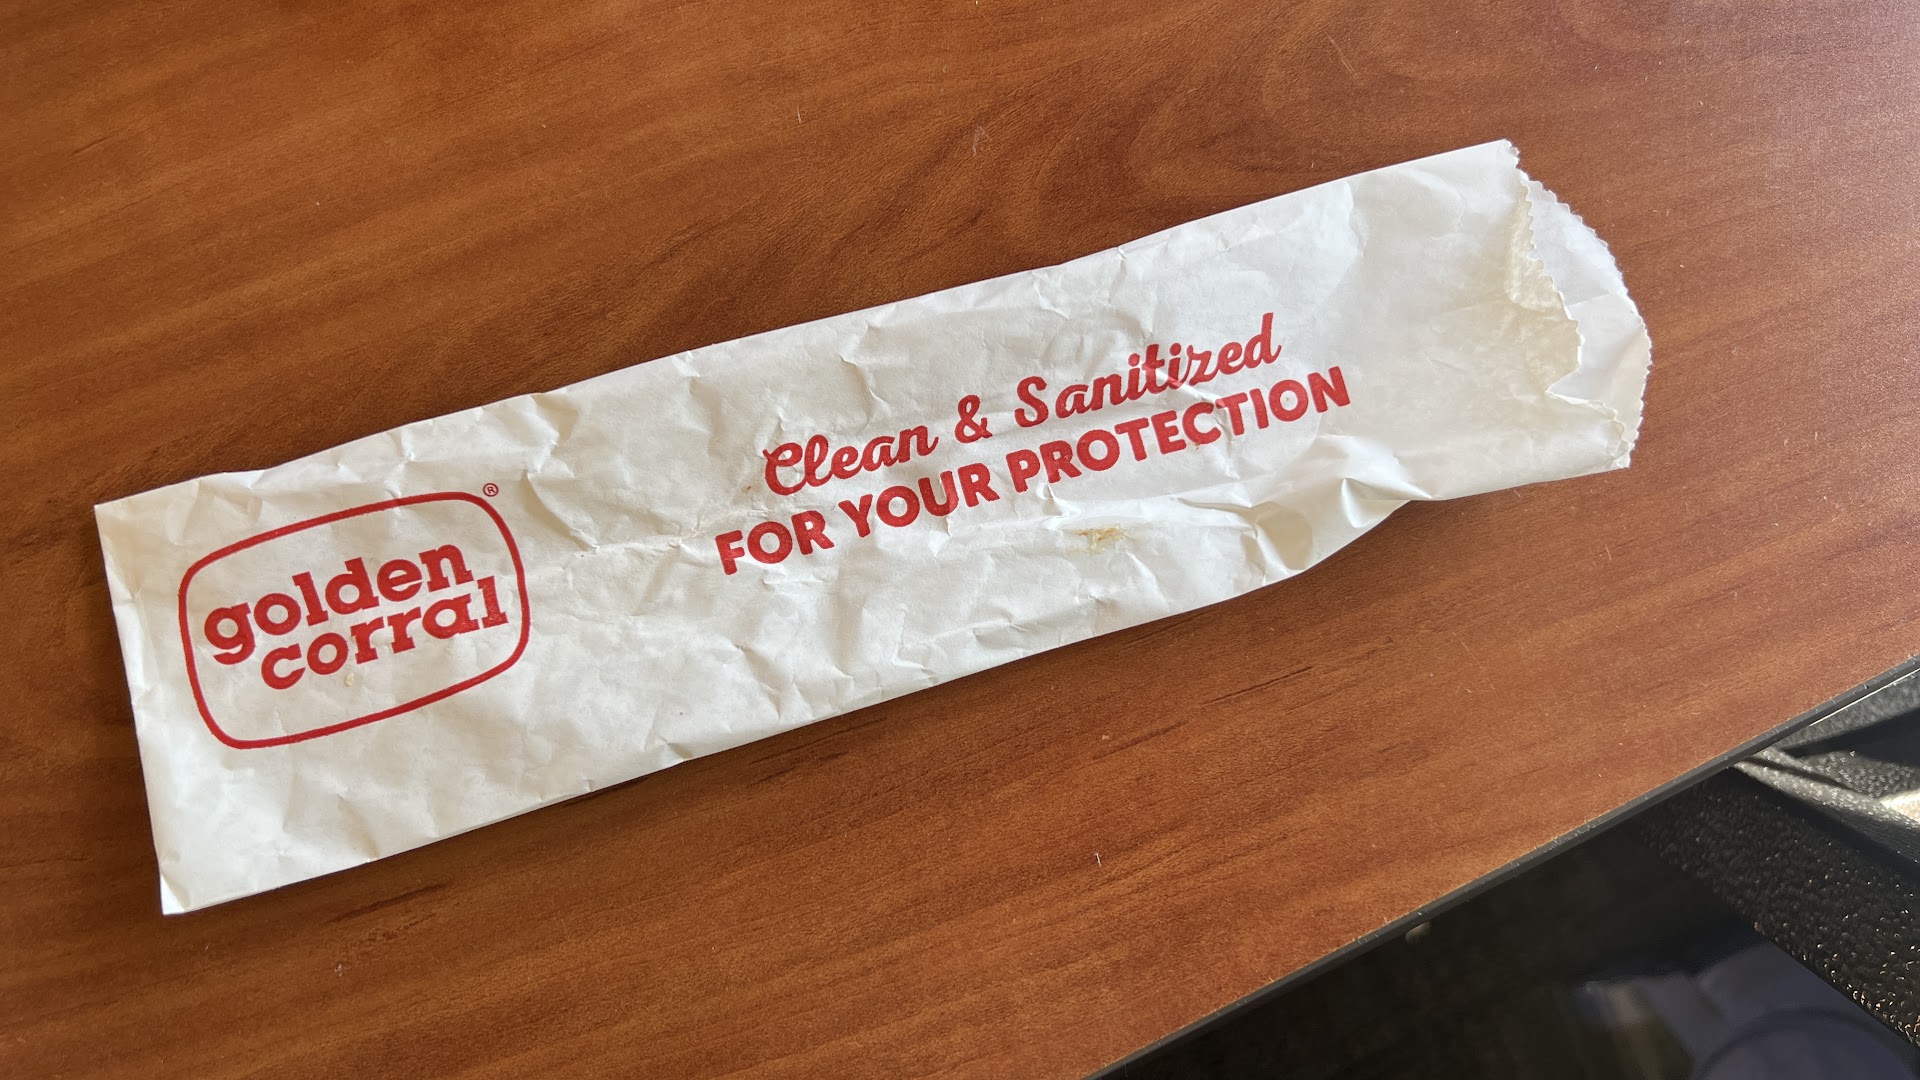 golden
corral®
Clean & Sanitized
FOR YOUR PROTECTION